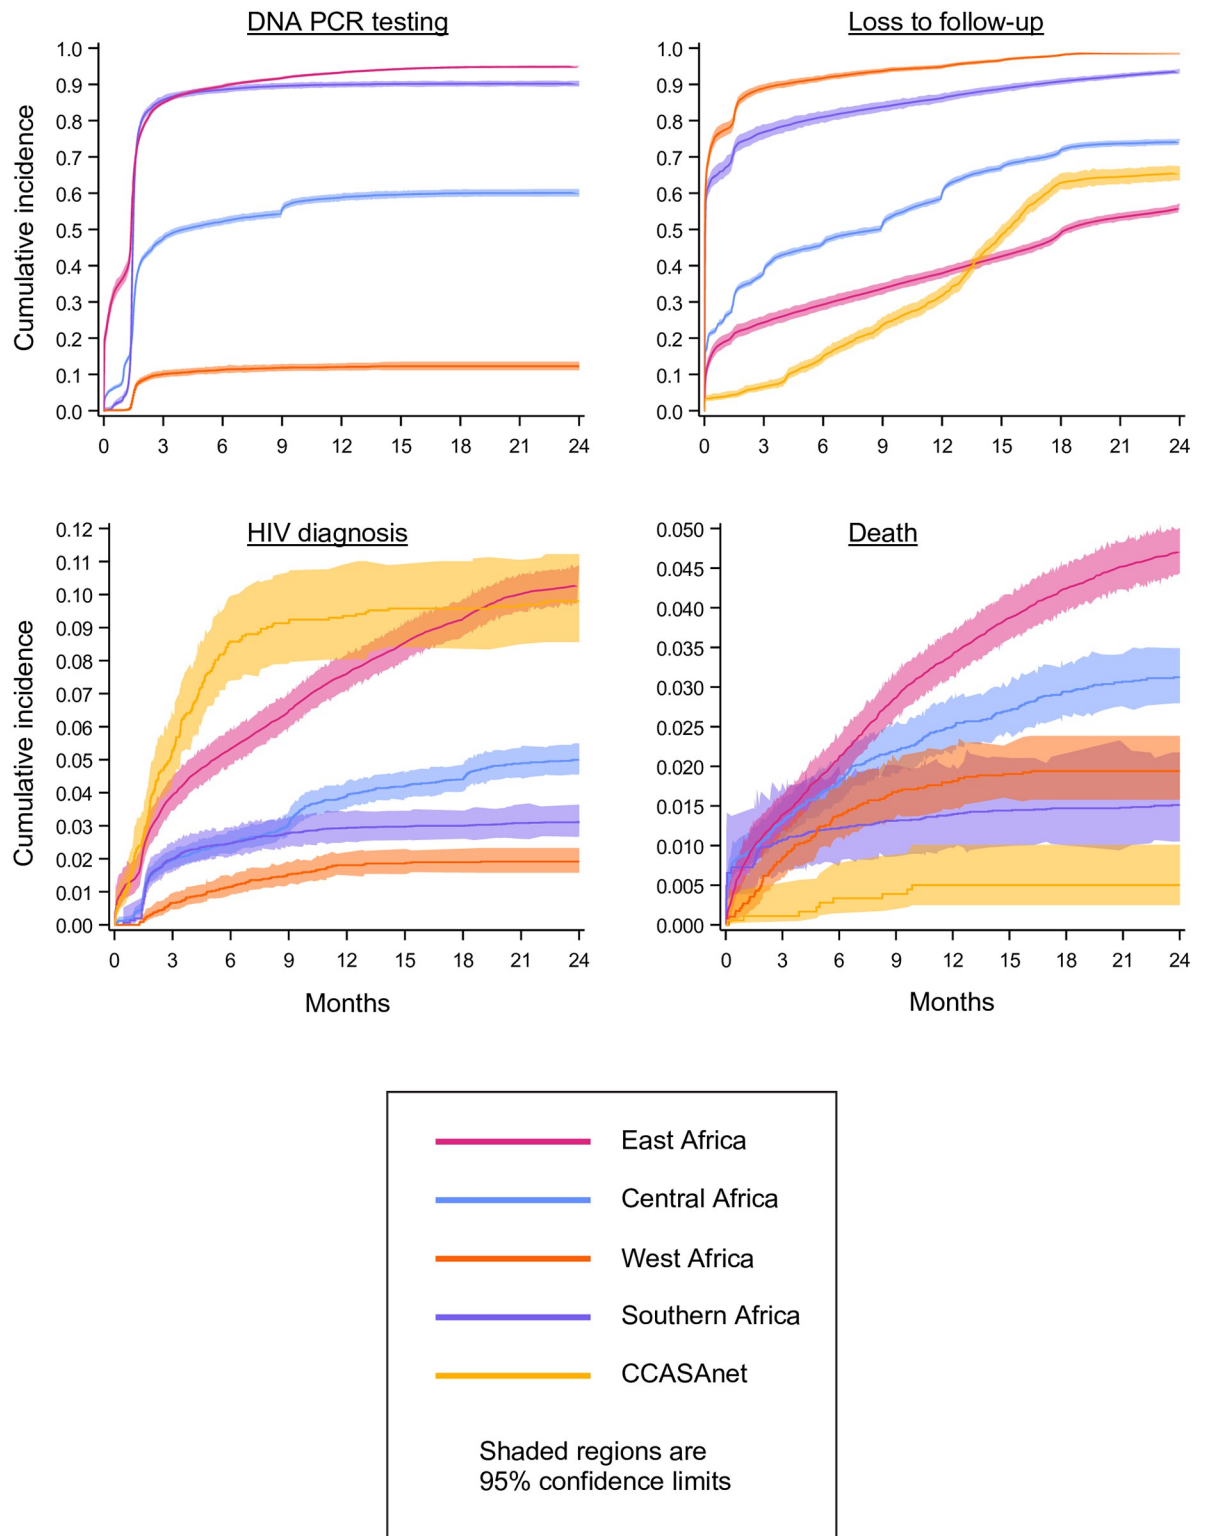 DNA PCR testing
Loss to follow-up
Cumulative incidence
1.0
0.9
0.8
0.7
0.6
0.5
0.4
0.3
0.2
0.1
0.0
0 3 6 9 12 15 18 21 24
1.0
0.9
0.8
0.7
0.6
0.5
0.4
0.3
0.2
0.1
0.0
0 3 6 9 12 15 18 21 24
HIV diagnosis
Death
Cumulative incidence
0.12
0.11
0.10
0.09
0.08
0.07
0.06
0.05
0.04
0.03
0.02
0.01
0.00
0 3 6 9 12 15 18 21 24
Months
0.050
0.045
0.040
0.035
0.030
0.025
0.020
0.015
0.010
0.005
0.000
0 3 6 9 12 15 18 21 24
Months
East Africa
Central Africa
West Africa
Southern Africa
CCASAnet
Shaded regions are
95% confidence limits